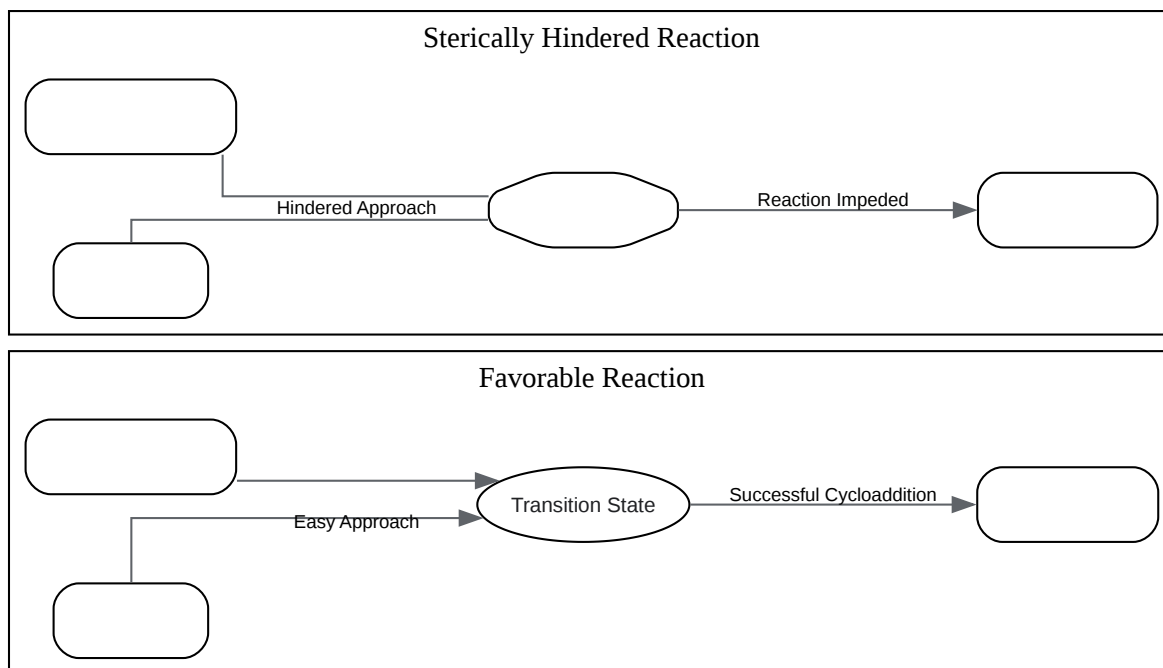 Sterically Hindered Reaction
Hindered Approach
Reaction Impeded
Favorable Reaction
Easy Approach
Transition State
Successful Cycloaddition